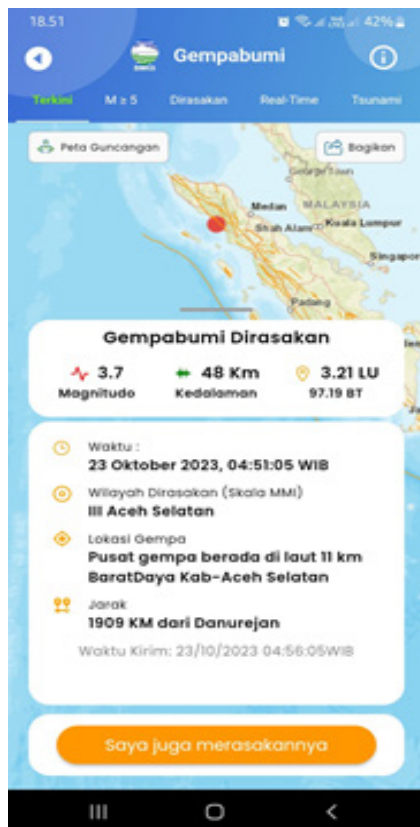 18.51
42%
Gempabumi
Terkini
M ≥ 5
Dirasakan
Real-Time
Tsunami
Peta Guncangan
Bagikan
George Town
Medan
MALAYSIA
Shah Alam
Kuala Lumpur
Singapor
Padang
Gempabumi Dirasakan
3.7
Magnitudo
48 Km
Kedalaman
3.21 LU
97.19 BT
Waktu :
23 Oktober 2023, 04:51:05 WIB
Wilayah Dirasakan (Skala MMI)
III Aceh Selatan
Lokasi Gempa
Pusat gempa berada di laut 11 km
BaratDaya Kab-Aceh Selatan
Jarak
1909 KM dari Danurejan
Waktu Kirim: 23/10/2023 04:56:05WIB
Saya juga merasakannya